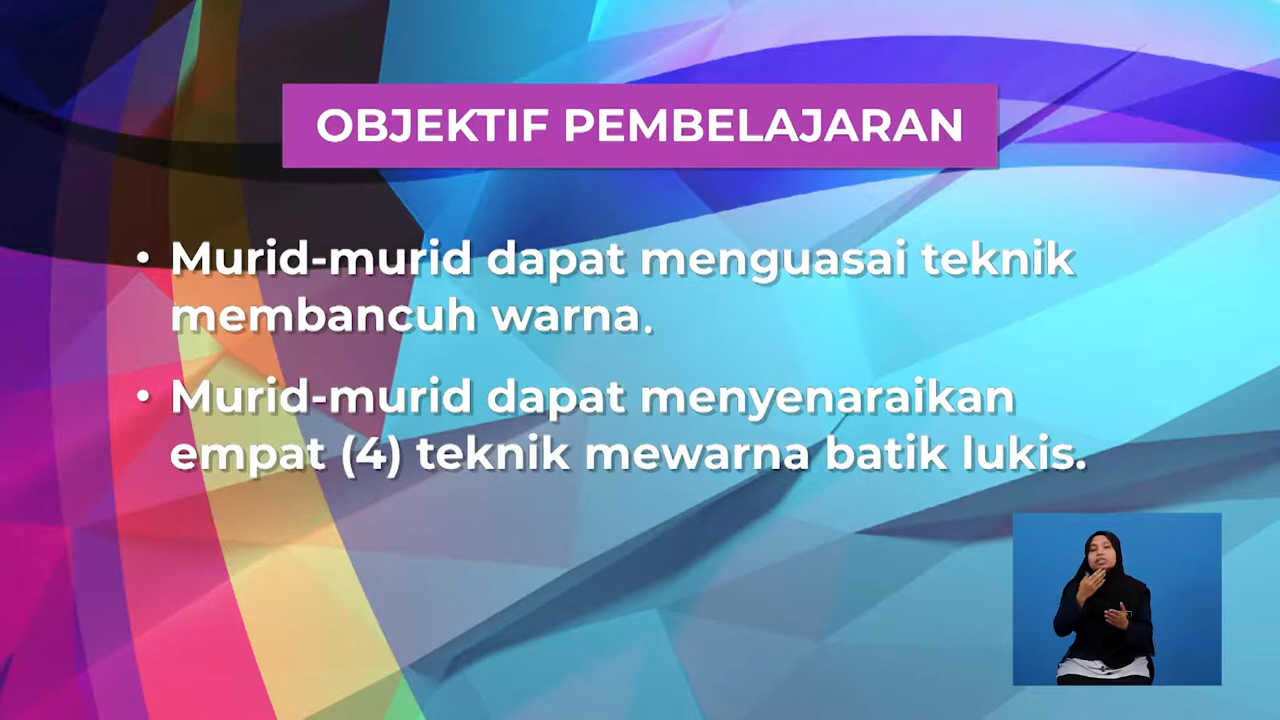 OBJEKTIF PEMBELAJARAN
• Murid-murid dapat menguasai teknik
membancuh warna.
• Murid-murid dapat menyenaraikan
empat (4) teknik mewarna batik lukis.